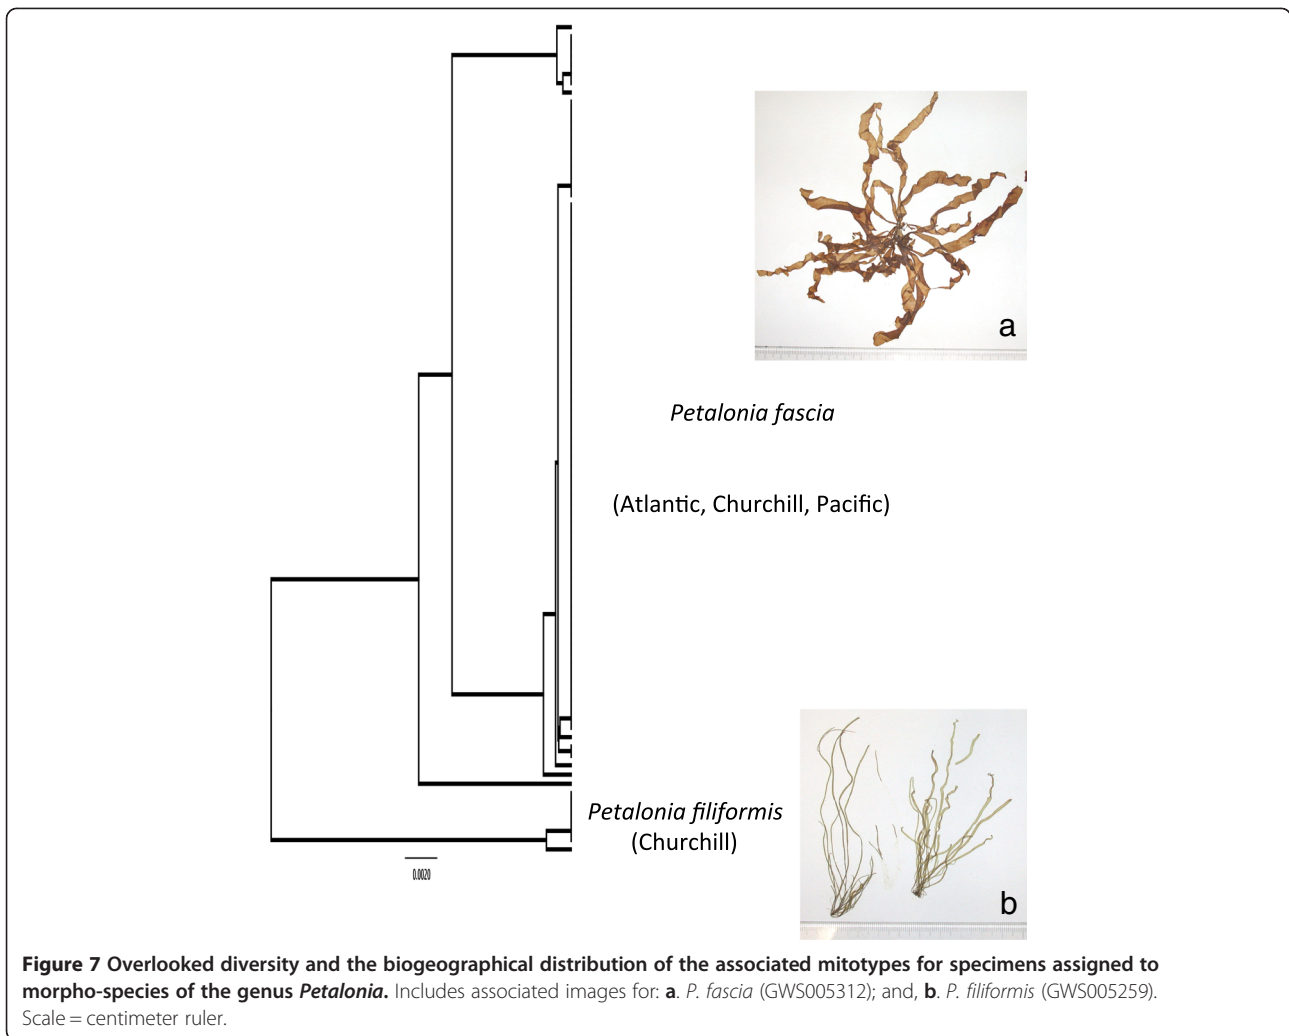 a
Petalonia fascia
(Atlantic, Churchill, Pacific)
Petalonia filiformis
(Churchill)
0.0020
b
Figure 7 Overlooked diversity and the biogeographical distribution of the associated mitotypes for specimens assigned to
morpho-species of the genus Petalonia. Includes associated images for: a. P. fascia (GWS005312); and, b. P. filiformis (GWS005259).
Scale = centimeter ruler.